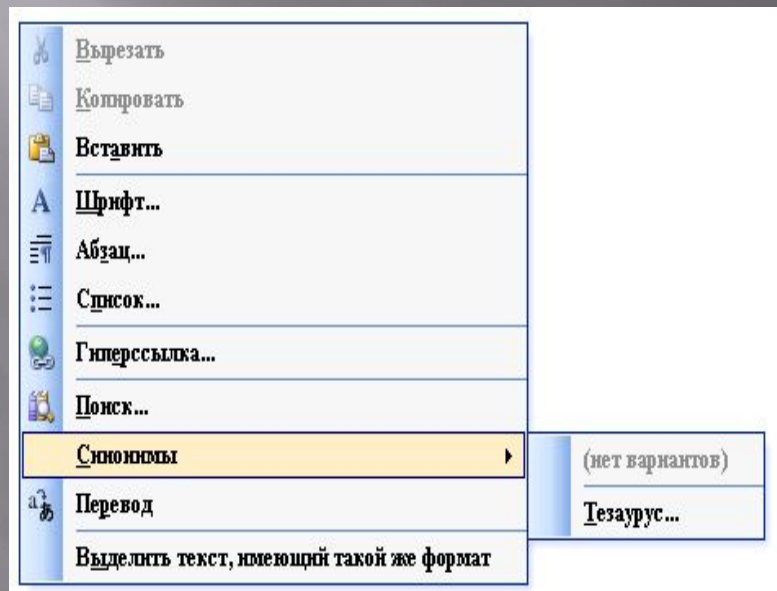 Вырезать
Копировать
Вставить
Шрифт...
Абзац...
Список...
Гиперссылка...
Поиск...
Синонимы
(нет вариантов)
Перевод
Тезаурус...
Выделить текст, имеющий такой же формат